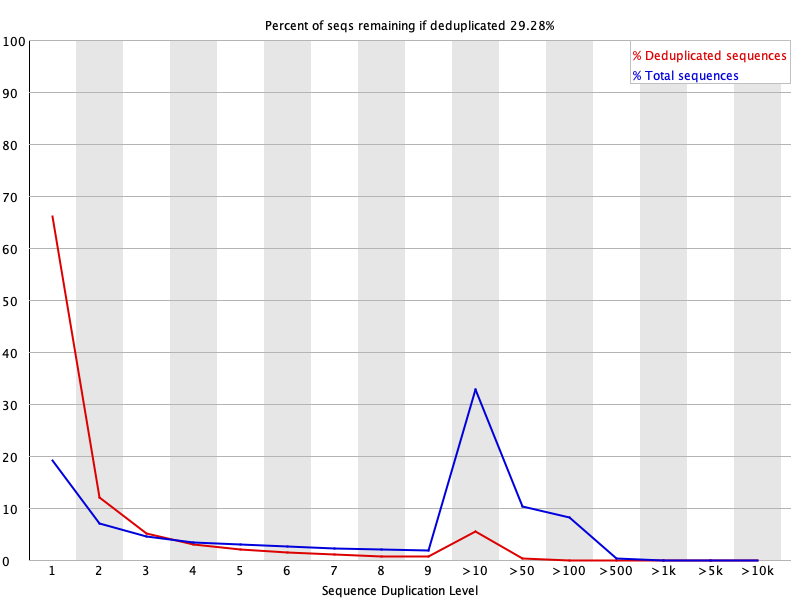 Percent of seqs remaining if deduplicated 29.28%
% Deduplicated sequences
% Total sequences
100
90
80
70
60
50
40
30
20
10
0
1 2 3 4 5 6 7 8 9 >10 >50 >100 >500 >1k >5k >10k
Sequence Duplication Level